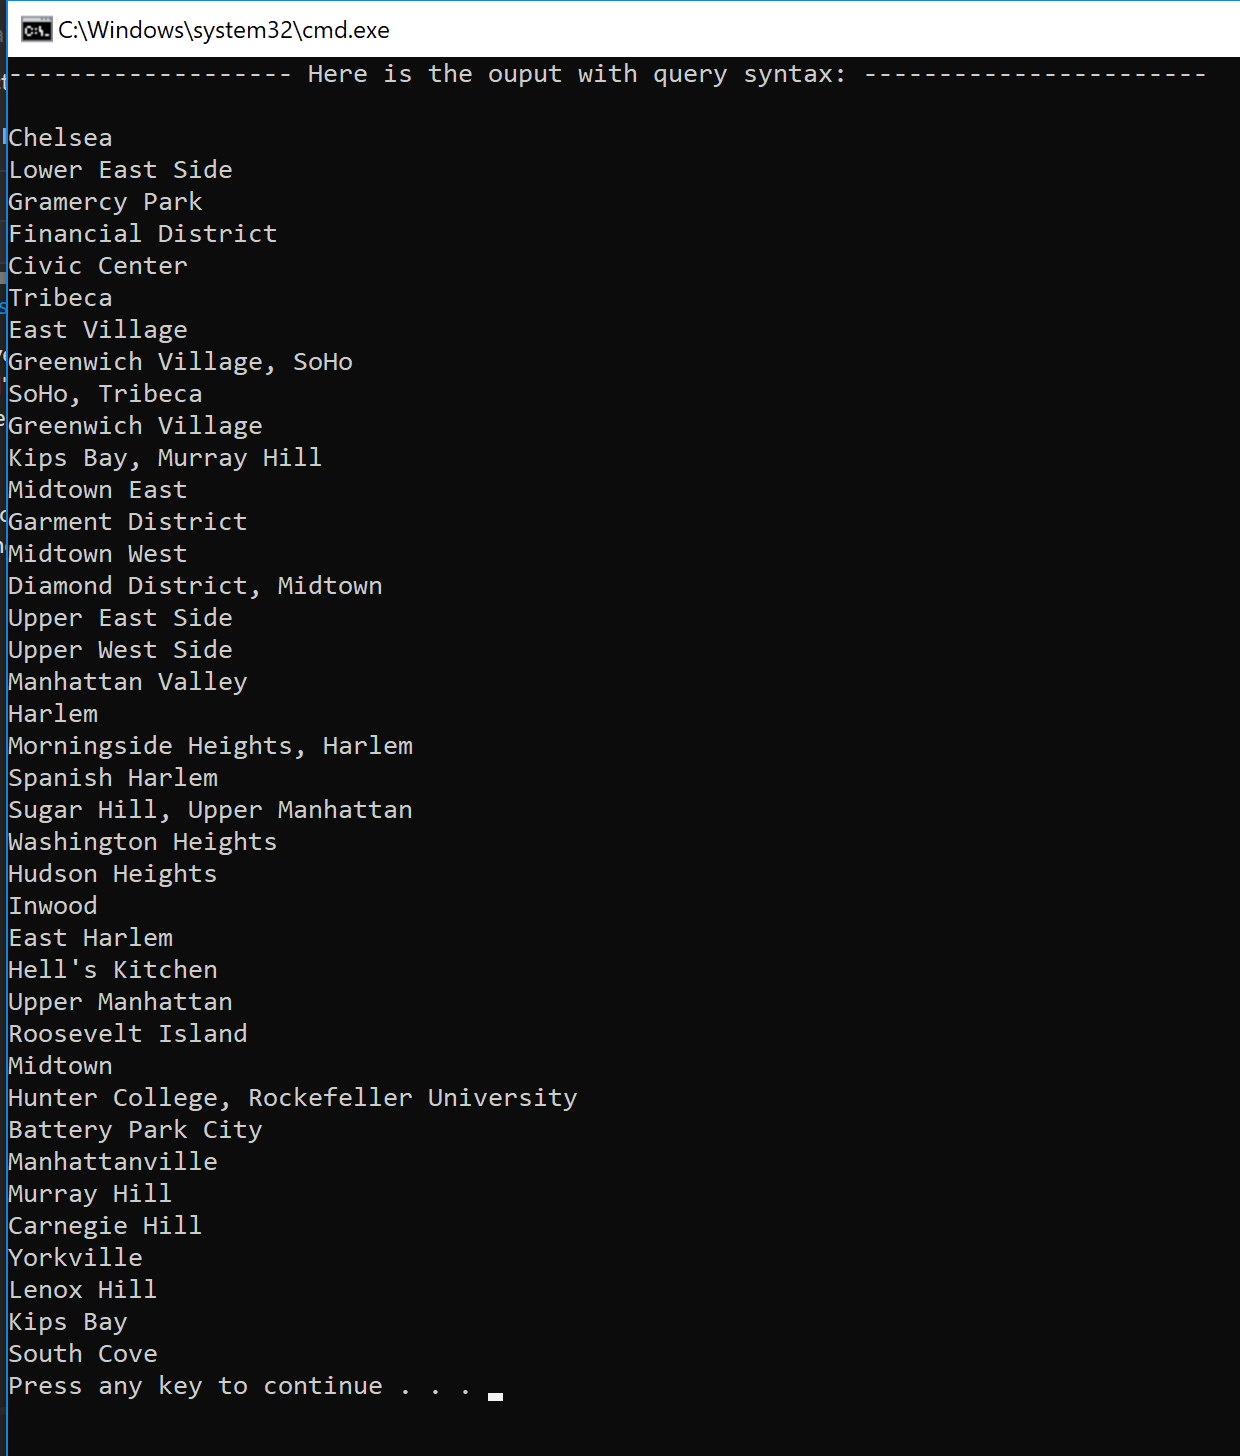 C:\Windows\system32\cmd.exe
------------------- Here is the ouput with query syntax: -----------------------
Chelsea
Lower East Side
Gramercy Park
Financial District
Civic Center
Tribeca
East Village
Greenwich Village, SoHo
SoHo, Tribeca
Greenwich Village
Kips Bay, Murray Hill
Midtown East
Garment District
Midtown West
Diamond District, Midtown
Upper East Side
Upper West Side
Manhattan Valley
Harlem
Morningside Heights, Harlem
Spanish Harlem
Sugar Hill, Upper Manhattan
Washington Heights
Hudson Heights
Inwood
East Harlem
Hell's Kitchen
Upper Manhattan
Roosevelt Island
Midtown
Hunter College, Rockefeller University
Battery Park City
Manhattanville
Murray Hill
Carnegie Hill
Yorkville
Lenox Hill
Kips Bay
South Cove
Press any key to continue . . .